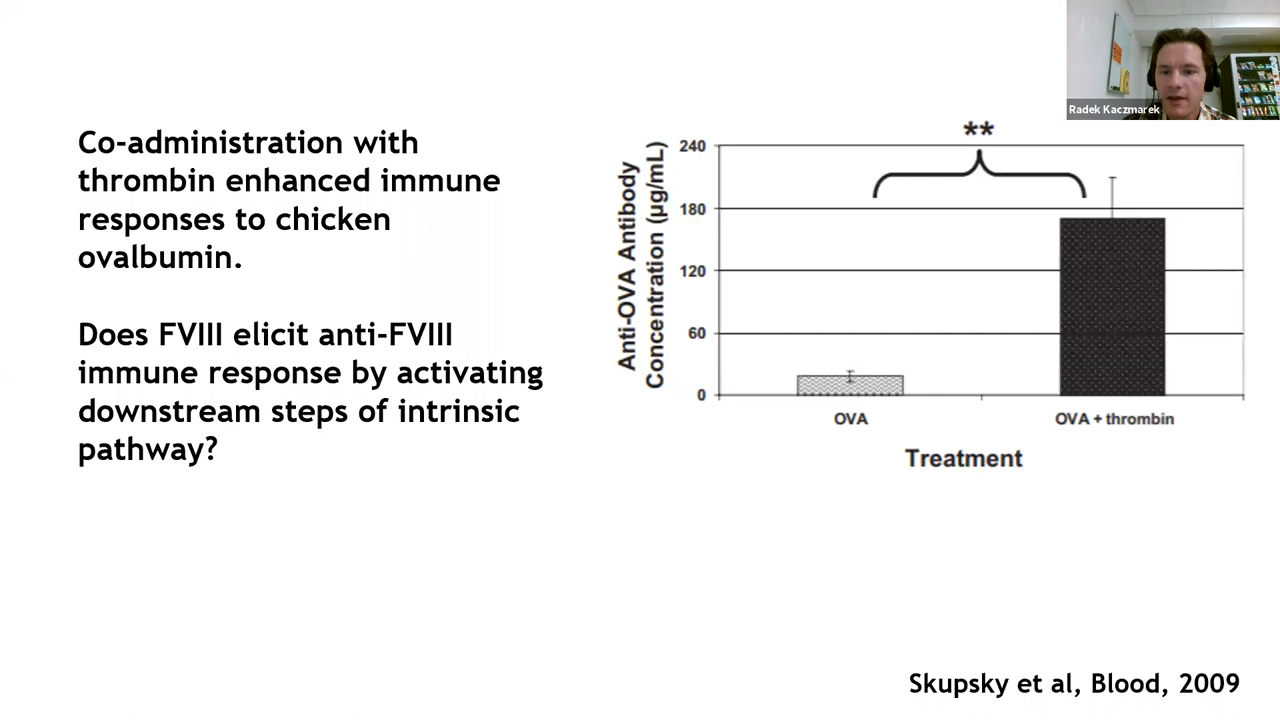 Radek Kaczmarek
Co-administration with
thrombin enhanced immune
responses to chicken
ovalbumin.
Does FVIII elicit anti-FVIII
immune response by activating
downstream steps of intrinsic
pathway?
**
Anti-OVA Antibody
Concentration (µg/mL)
240
180
120
60
0
OVA
OVA + thrombin
Treatment
Skupsky et al, Blood, 2009